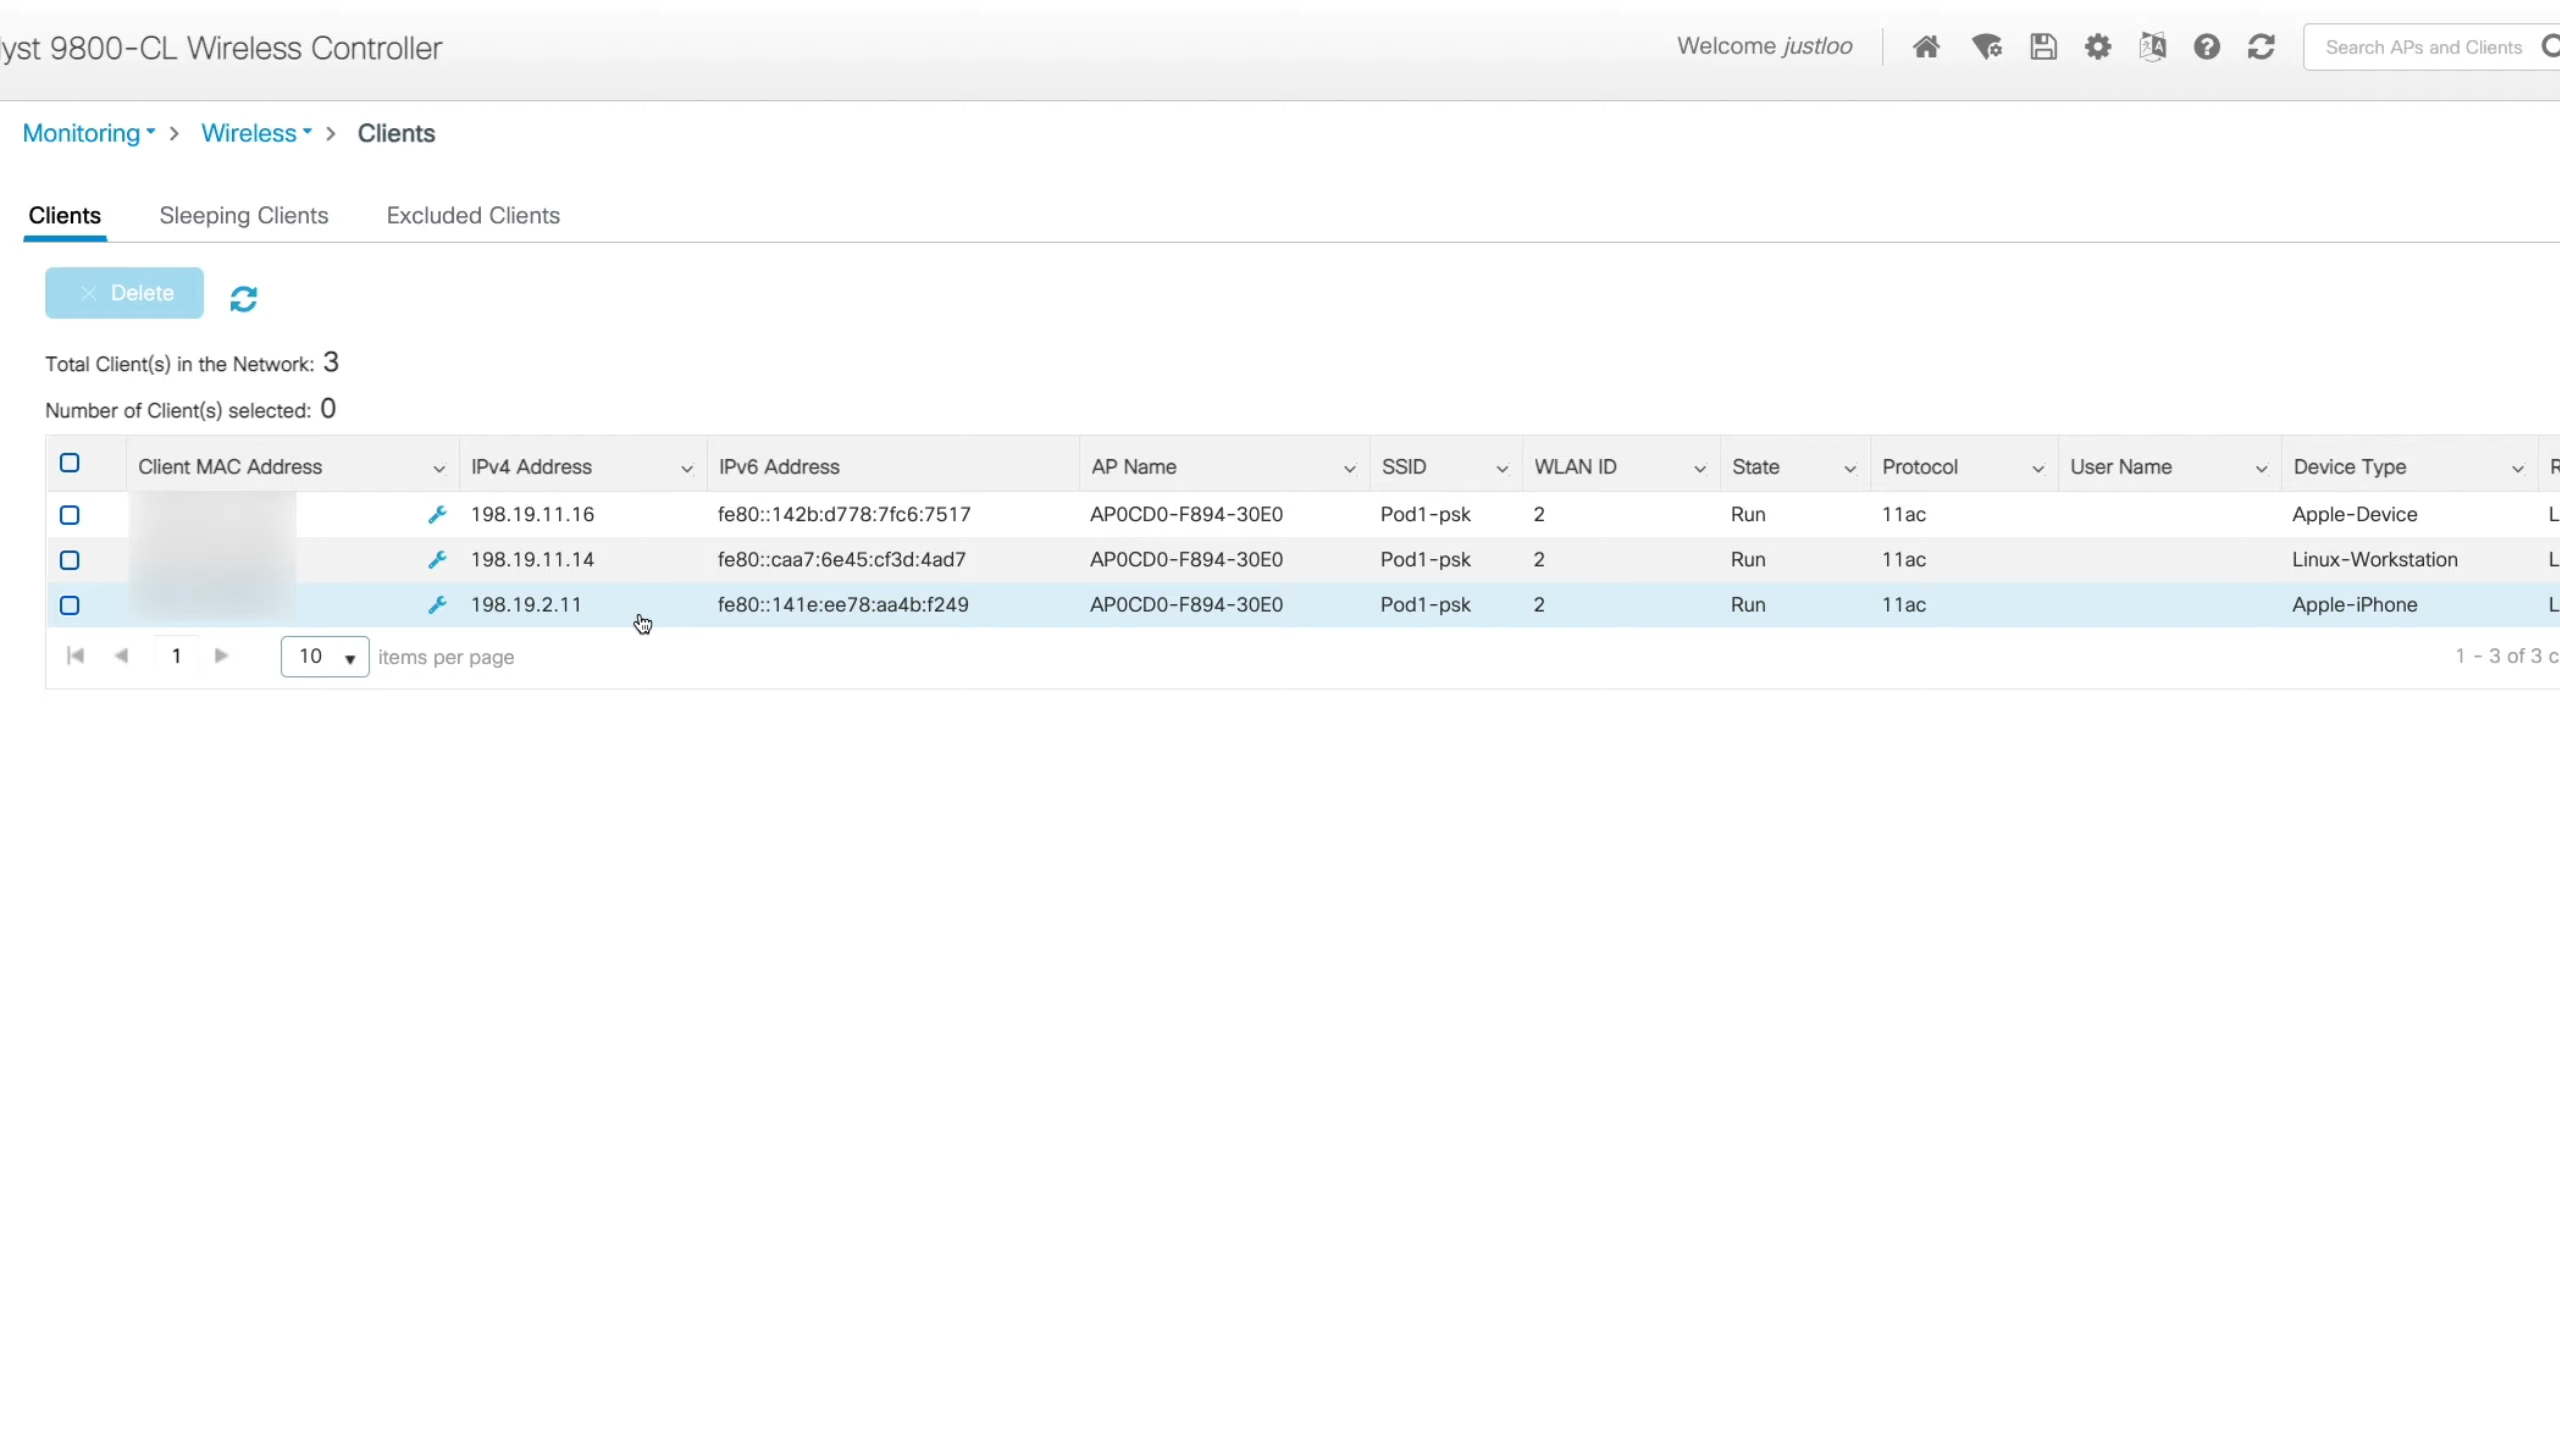 lyst 9800-CL Wireless Controller
Welcome justloo
Search APs and Clients
Monitoring > Wireless > Clients
Clients Sleeping Clients Excluded Clients
Delete
Total Client(s) in the Network: 3
Number of Client(s) selected: 0
Client MAC Address IPv4 Address IPv6 Address AP Name SSID WLAN ID State Protocol User Name Device Type R
198.19.11.16 fe80::142b:d778:7fc6:7517 AP0CD0-F894-30E0 Pod1-psk 2 Run 11ac Apple-Device L
198.19.11.14 fe80::caa7:6e45:cf3d:4ad7 AP0CD0-F894-30E0 Pod1-psk 2 Run 11ac Linux-Workstation L
198.19.2.11 fe80::141e:ee78:aa4b:f249 AP0CD0-F894-30E0 Pod1-psk 2 Run 11ac Apple-iPhone L
1 10 items per page 1 - 3 of 3 c